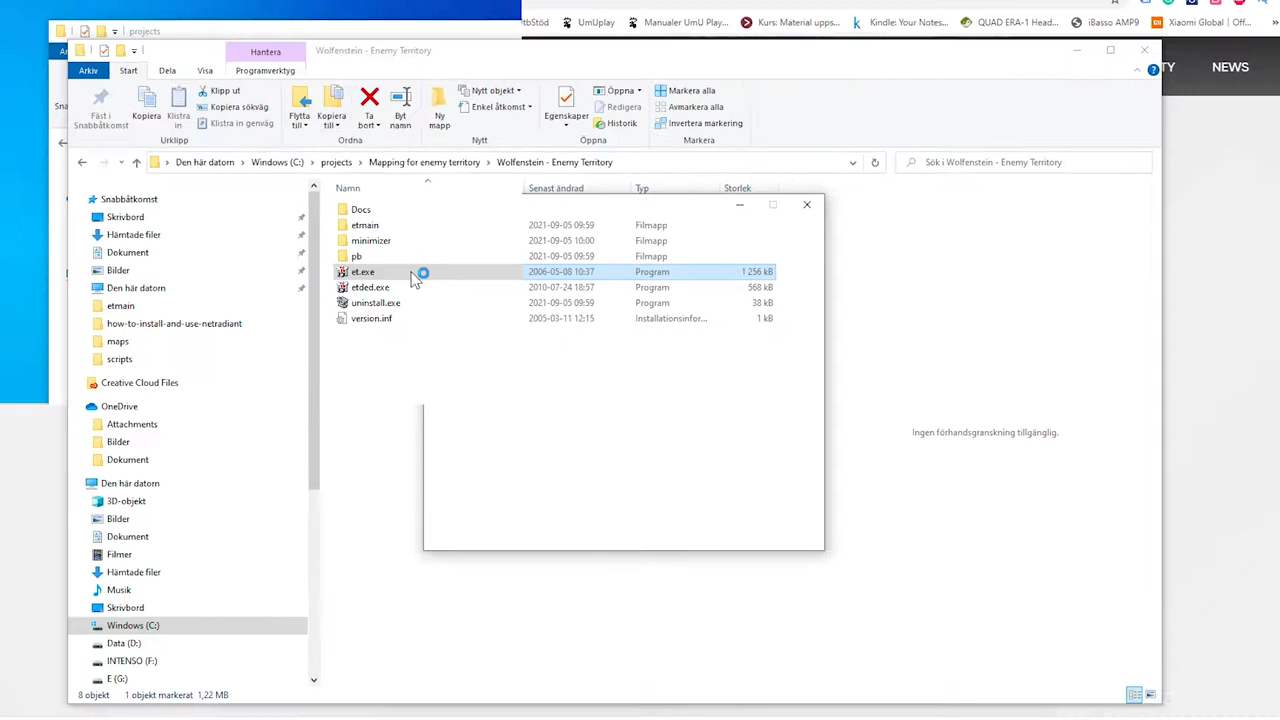 tbStöd UmUplay Manualer UmU Play... Kurs: Material upps... Kindle: Your Notes... QUAD ERA-1 Head... iBasso AMP9 Xiaomi Global | Off...
projects
Hantera Wolfenstein - Enemy Territory
TY NEWS
Arkiv Start Dela Visa Programverktyg
Fäst i Snabbåtkomst
Kopiera
Klistra in
Klipp ut
Kopiera sökväg
Klistra in genväg
Urklipp
Flytta till
Kopiera till
Ta bort
Byt namn
Ordna
Ny mapp
Nytt objekt
Enkel åtkomst
Nytt
Egenskaper
Öppna
Redigera
Historik
Öppna
Markera alla
Avmarkera alla
Invertera markering
Markera
Den här datorn > Windows (C:) > projects > Mapping for enemy territory > Wolfenstein - Enemy Territory
Sök i Wolfenstein - Enemy Territory
Snabbåtkomst
Skrivbord
Hämtade filer
Dokument
Bilder
Den här datorn
etmain
how-to-install-and-use-netradiant
maps
scripts
Creative Cloud Files
OneDrive
Attachments
Bilder
Dokument
Den här datorn
3D-objekt
Bilder
Dokument
Filmer
Hämtade filer
Musik
Skrivbord
Windows (C:)
Data (D:)
INTENSO (F:)
E (G:)
Namn Senast ändrad Typ Storlek
Docs
etmain 2021-09-05 09:59 Filmapp
minimizer 2021-09-05 10:00 Filmapp
pb 2021-09-05 09:59 Filmapp
et.exe 2006-05-08 10:37 Program 1 256 kB
etded.exe 2010-07-24 18:57 Program 568 kB
uninstall.exe 2021-09-05 09:59 Program 38 kB
version.inf 2005-03-11 12:15 Installationsinfor... 1 kB
Ingen förhandsgranskning tillgänglig.
8 objekt 1 objekt markerat 1,22 MB